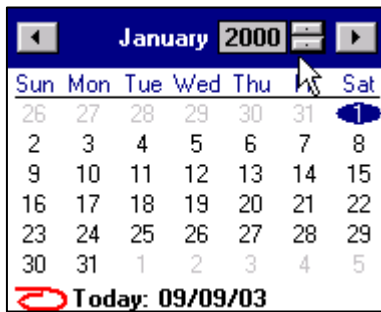 January 2000
Sun Mon Tue Wed Thu Sat
26 27 28 29 30 31 1
2 3 4 5 6 7 8
9 10 11 12 13 14 15
16 17 18 19 20 21 22
23 24 25 26 27 28 29
30 31 1 2 3 4 5
Today: 09/09/03